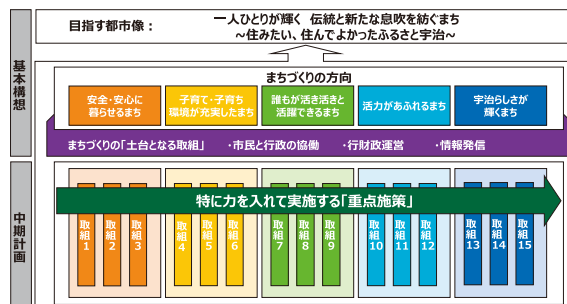 目指す都市像：
一人ひとりが輝く 伝統と新たな息吹を紡ぐまち
～住みたい、住んでよかったふるさと宇治～
基本構想
まちづくりの方向
安全・安心に
暮らせるまち
子育て・子育ち
環境が充実したまち
誰もが活き活きと
活躍できるまち
活力があふれるまち
宇治らしさが
輝くまち
まちづくりの「土台となる取組」 ・市民と行政の協働 ・行財政運営 ・情報発信
中期計画
特に力を入れて実施する「重点施策」
取組1
取組2
取組3
取組4
取組5
取組6
取組7
取組8
取組9
取組10
取組11
取組12
取組13
取組14
取組15